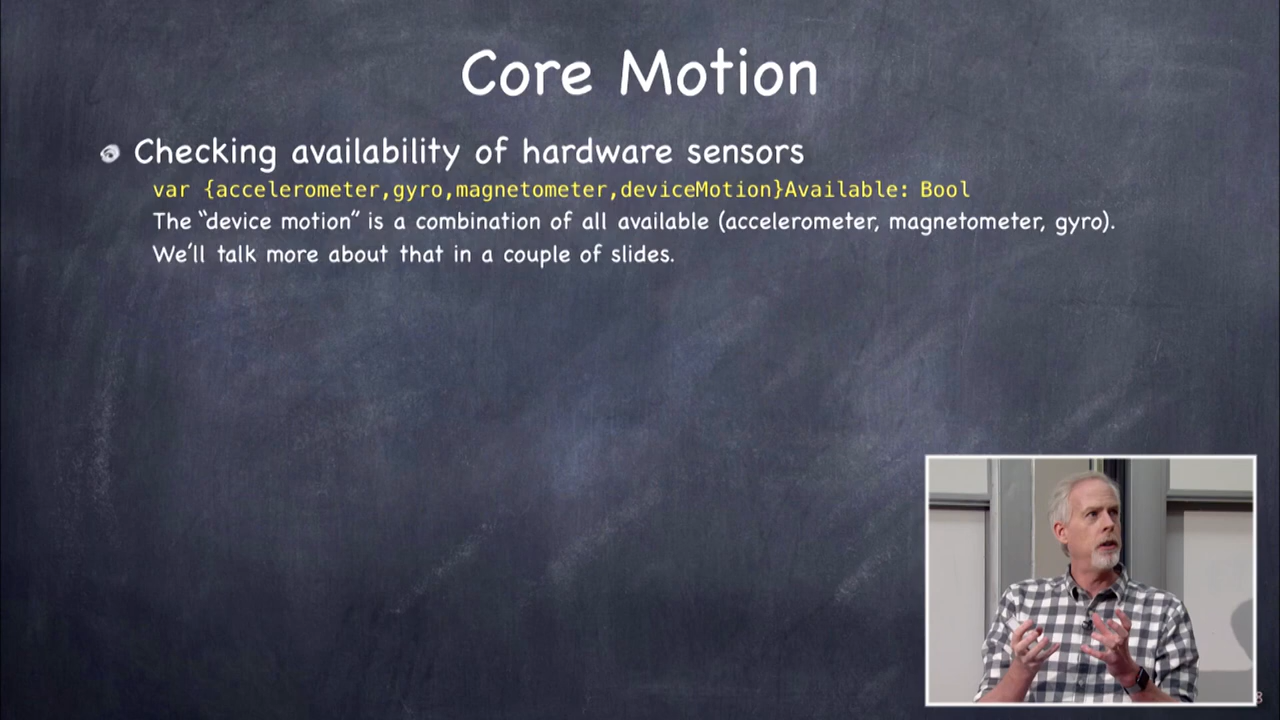 Core Motion
Checking availability of hardware sensors
var {accelerometer,gyro,magnetometer,deviceMotion}Available: Bool
The “device motion” is a combination of all available (accelerometer, magnetometer, gyro).
We’ll talk more about that in a couple of slides.